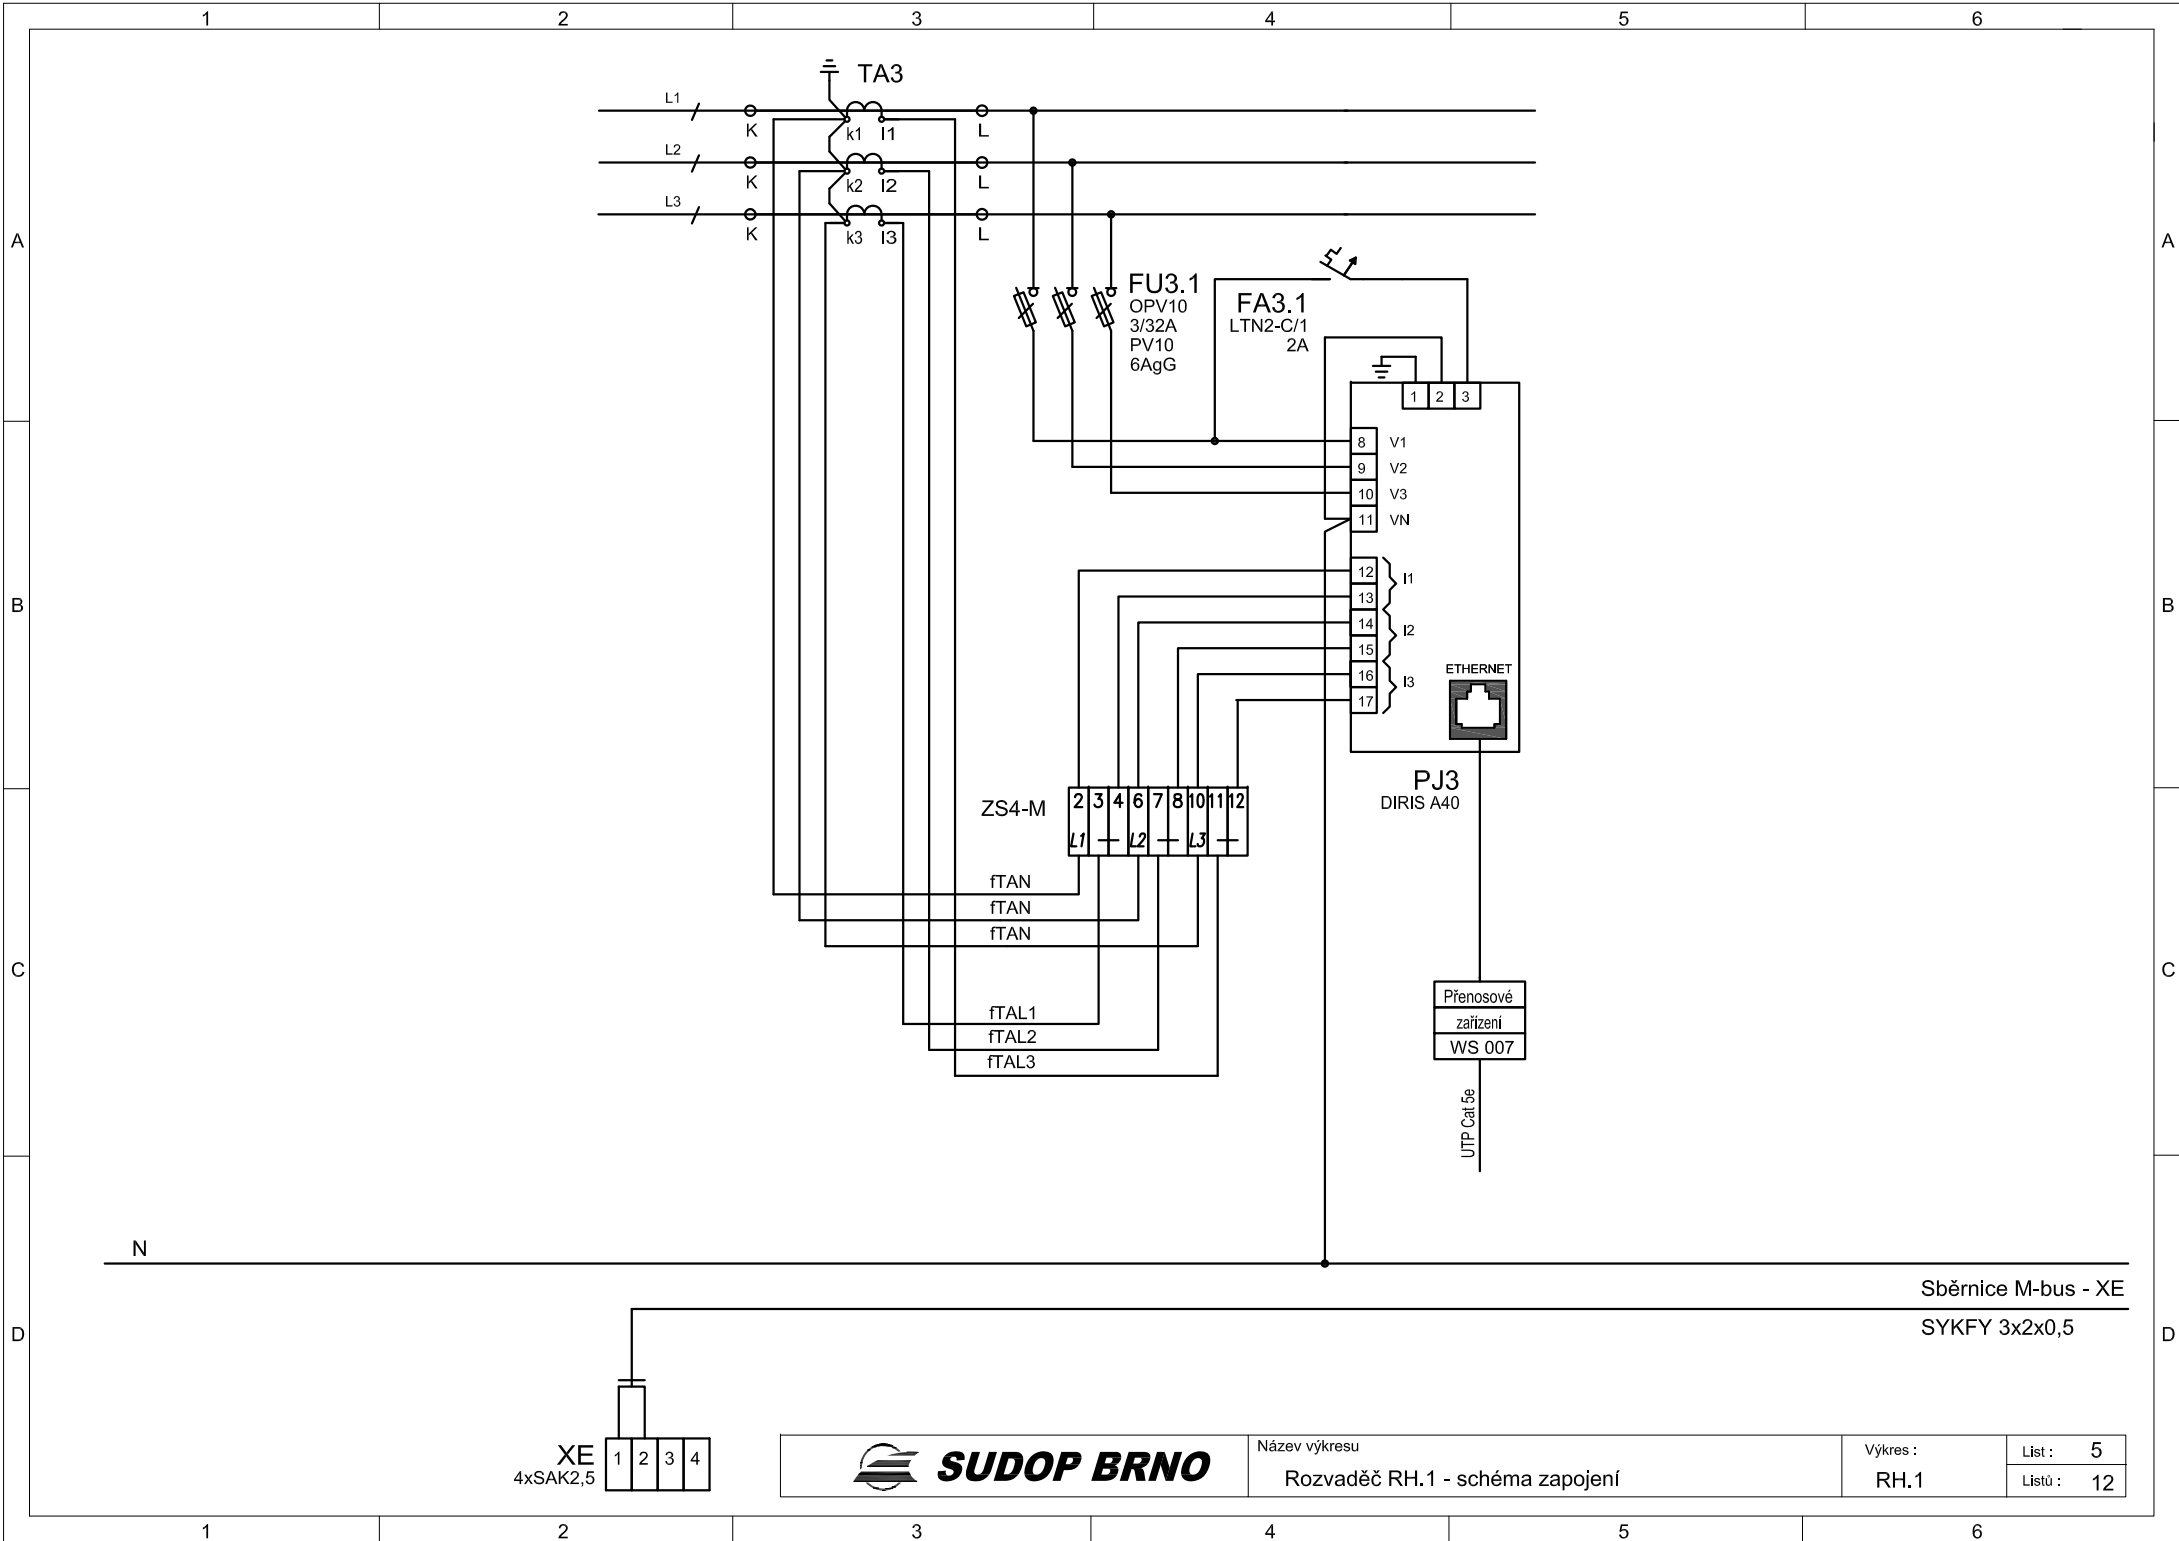 1 2 3 4 5 6
TA3
L1
K k1 l1 L
L2
K k2 l2 L
L3
K k3 l3 L
A A
FU3.1
OPV10
3/32A
PV10
6AgG
FA3.1
LTN2-C/1
2A
1 2 3
8 V1
9 V2
10 V3
11 VN
12
13
I1
14
15
I2
16
17
I3
B B
ETHERNET
PJ3
DIRIS A40
ZS4-M
2 3 4 6 7 8 10 11 12
L1 L2 L3
fTAN
fTAN
fTAN
C C
fTAL1
fTAL2
fTAL3
Přenosové
zařízení
WS 007
UTP Cat 5e
N
Sběrnice M-bus - XE
SYKFY 3x2x0,5
D D
XE
4xSAK2,5
1 2 3 4
SUDOP BRNO
Název výkresu
Rozvaděč RH.1 - schéma zapojení
Výkres :
RH.1
List : 5
Listů : 12
1 2 3 4 5 6